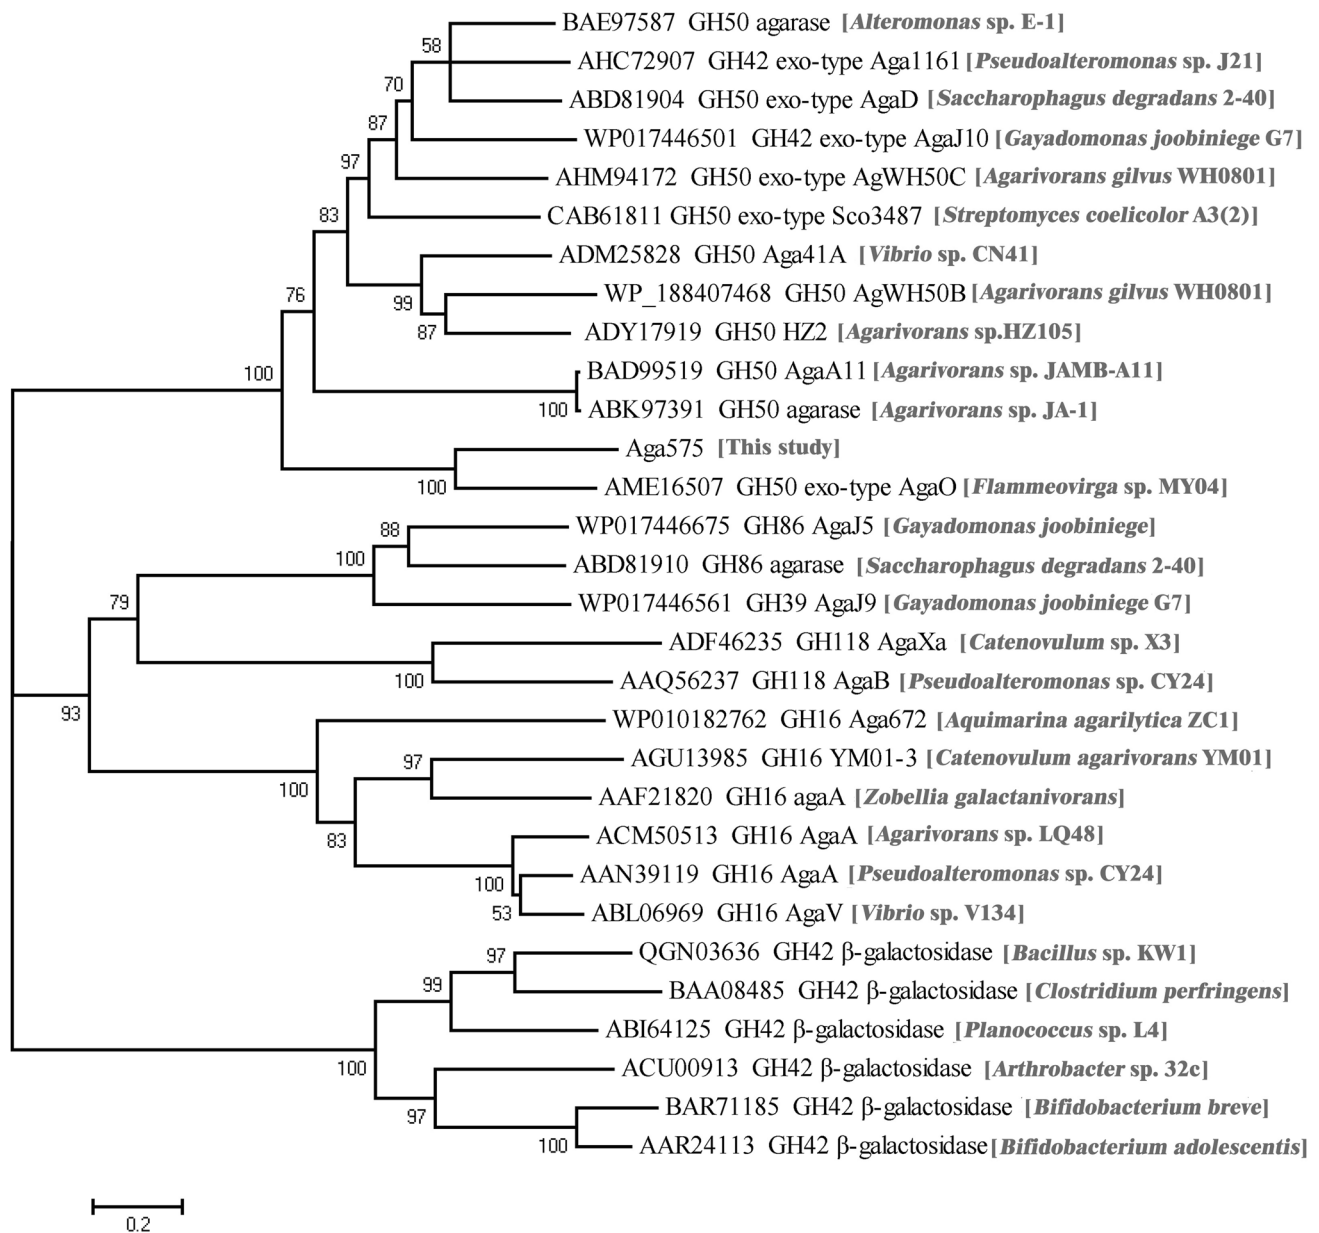 BAE97587 GH50 agarase [Alteromonas sp. E-1]
58
AHC72907 GH42 exo-type Aga1161 [Pseudoalteromonas sp. J21]
70
ABD81904 GH50 exo-type AgaD [Saccharophagus degradans 2-40]
87
WP017446501 GH42 exo-type AgaJ10 [Gayadomonas joobiniege G7]
97
AHM94172 GH50 exo-type AgWH50C [Agarivorans gilvus WH0801]
83
CAB61811 GH50 exo-type Sco3487 [Streptomyces coelicolor A3(2)]
ADM25828 GH50 Aga41A [Vibrio sp. CN41]
76
99
WP_188407468 GH50 AgWH50B [Agarivorans gilvus WH0801]
87
ADY17919 GH50 HZ2 [Agarivorans sp.HZ105]
100
BAD99519 GH50 AgaA11 [Agarivorans sp. JAMB-A11]
100
ABK97391 GH50 agarase [Agarivorans sp. JA-1]
Aga575 [This study]
100
AME16507 GH50 exo-type AgaO [Flammeovirga sp. MY04]
88
WP017446675 GH86 AgaJ5 [Gayadomonas joobiniege]
100
ABD81910 GH86 agarase [Saccharophagus degradans 2-40]
79
WP017446561 GH39 AgaJ9 [Gayadomonas joobiniege G7]
ADF46235 GH118 AgaXa [Catenovulum sp. X3]
100
AAQ56237 GH118 AgaB [Pseudoalteromonas sp. CY24]
93
WP010182762 GH16 Aga672 [Aquimarina agarilytica ZC1]
97
AGU13985 GH16 YM01-3 [Catenovulum agarivorans YM01]
100
AAF21820 GH16 agaA [Zobellia galactanivorans]
83
ACM50513 GH16 AgaA [Agarivorans sp. LQ48]
100
AAN39119 GH16 AgaA [Pseudoalteromonas sp. CY24]
53
ABL06969 GH16 AgaV [Vibrio sp. V134]
97
QGN03636 GH42 β-galactosidase [Bacillus sp. KW1]
99
BAA08485 GH42 β-galactosidase [Clostridium perfringens]
ABI64125 GH42 β-galactosidase [Planococcus sp. L4]
100
ACU00913 GH42 β-galactosidase [Arthrobacter sp. 32c]
97
BAR71185 GH42 β-galactosidase [Bifidobacterium breve]
100
AAR24113 GH42 β-galactosidase [Bifidobacterium adolescentis]
0.2